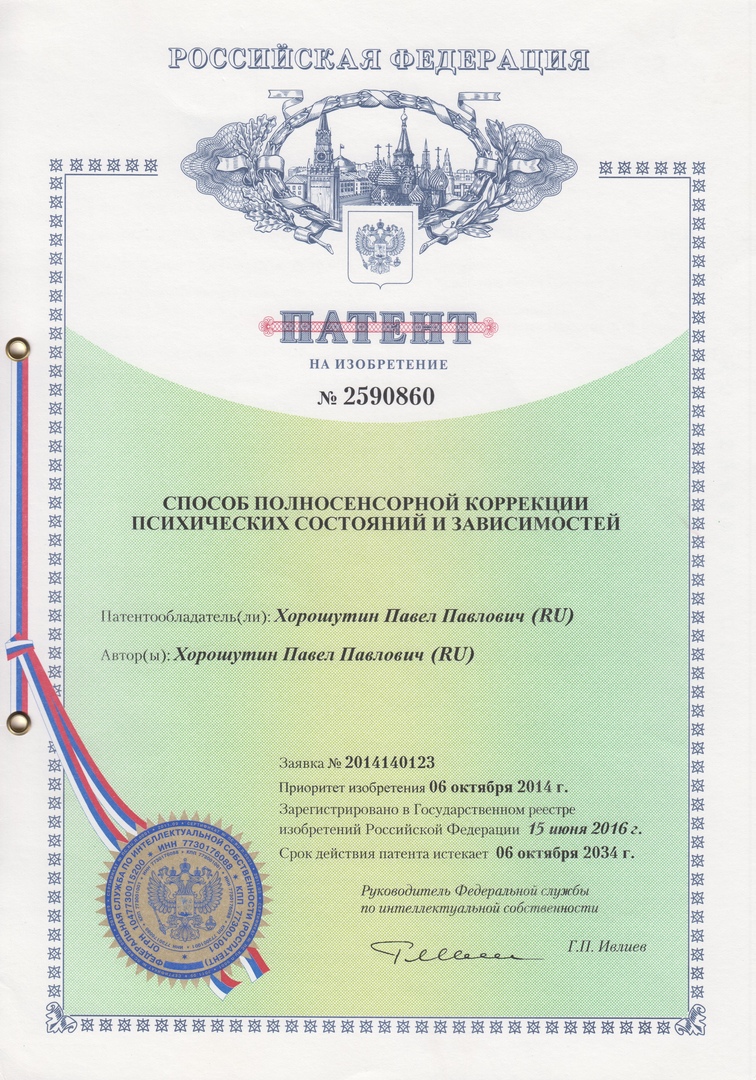 РОССИЙСКАЯ ФЕДЕРАЦИЯ
ПАТЕНТ
НА ИЗОБРЕТЕНИЕ
№ 2590860
СПОСОБ ПОЛНОСЕНСОРНОЙ КОРРЕКЦИИ
ПСИХИЧЕСКИХ СОСТОЯНИЙ И ЗАВИСИМОСТЕЙ
Патентообладатель(ли): Хорошутин Павел Павлович (RU)
Автор(ы): Хорошутин Павел Павлович (RU)
Заявка № 2014140123
Приоритет изобретения 06 октября 2014 г.
Зарегистрировано в Государственном реестре
изобретений Российской Федерации 15 июня 2016 г.
Срок действия патента истекает 06 октября 2034 г.
Руководитель Федеральной службы
по интеллектуальной собственности
Г.П. Ивлиев
ФЕДЕРАЛЬНАЯ СЛУЖБА ПО ИНТЕЛЛЕКТУАЛЬНОЙ СОБСТВЕННОСТИ (РОСПАТЕНТ)
ОГРН 1047730015200 * ИНН 7730176088 * КПП 773001001